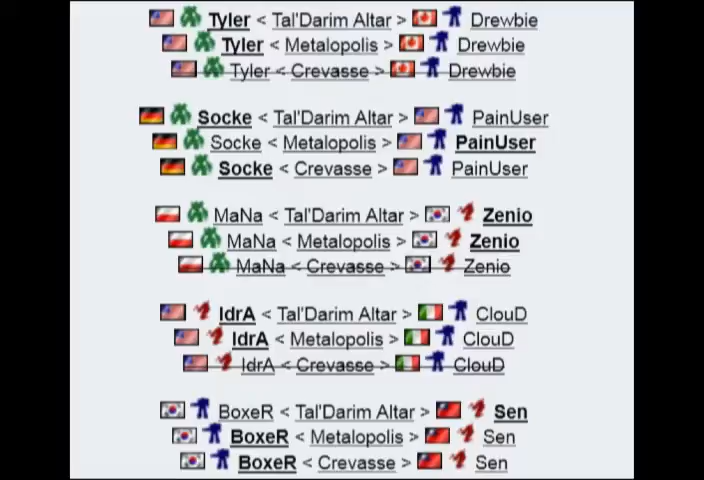 Tyler < Tal'Darim Altar > Drewbie
Tyler < Metalopolis > Drewbie
Tyler < Crevasse > Drewbie
Socke < Tal'Darim Altar > PainUser
Socke < Metalopolis > PainUser
Socke < Crevasse > PainUser
MaNa < Tal'Darim Altar > Zenio
MaNa < Metalopolis > Zenio
MaNa < Crevasse > Zenio
IdrA < Tal'Darim Altar > ClouD
IdrA < Metalopolis > ClouD
IdrA < Crevasse > ClouD
BoxeR < Tal'Darim Altar > Sen
BoxeR < Metalopolis > Sen
BoxeR < Crevasse > Sen